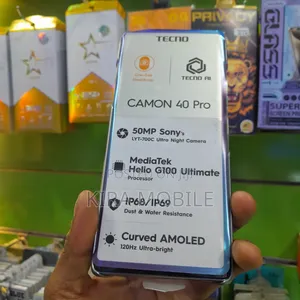 TECNO
TECNO AI
CAMON 40 Pro
50MP Sony's
LYT-700C Ultra Night Camera
MediaTek
Helio G100 Ultimate
Processor
KIRA MOBILE
IP68/IP69
Dust & Water Resistance
Curved AMOLED
120Hz Ultra-bright
PRIVACY